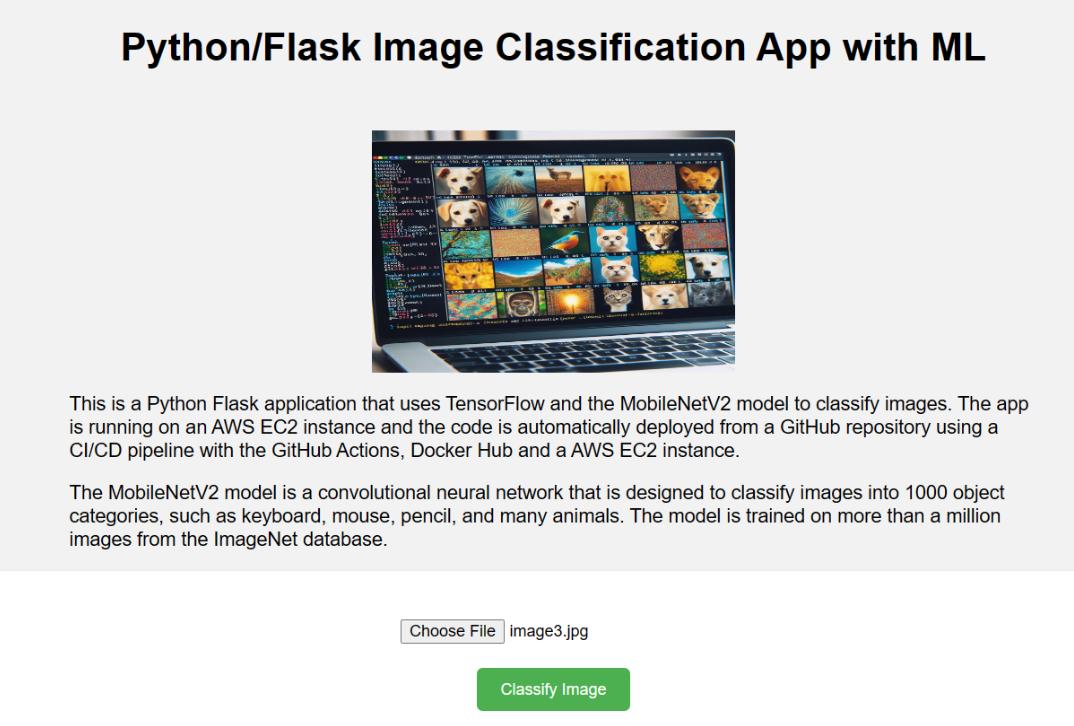 Python/Flask Image Classification App with ML
This is a Python Flask application that uses TensorFlow and the MobileNetV2 model to classify images. The app
is running on an AWS EC2 instance and the code is automatically deployed from a GitHub repository using a
CI/CD pipeline with the GitHub Actions, Docker Hub and a AWS EC2 instance.
The MobileNetV2 model is a convolutional neural network that is designed to classify images into 1000 object
categories, such as keyboard, mouse, pencil, and many animals. The model is trained on more than a million
images from the ImageNet database.
Choose File image3.jpg
Classify Image